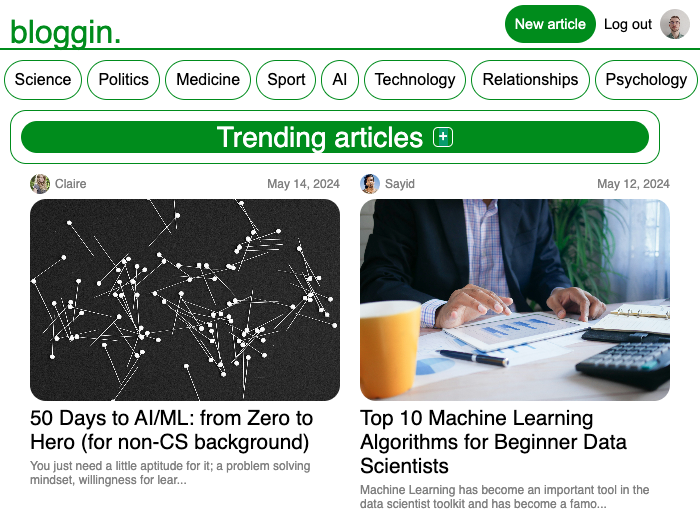 bloggin.
New article
Log out
Science
Politics
Medicine
Sport
AI
Technology
Relationships
Psychology
Trending articles
Claire
May 14, 2024
50 Days to AI/ML: from Zero to
Hero (for non-CS background)
You just need a little aptitude for it; a problem solving
mindset, willingness for lear...
Sayid
May 12, 2024
Top 10 Machine Learning
Algorithms for Beginner Data
Scientists
Machine Learning has become an important tool in the
data scientist toolkit and has become a famo...